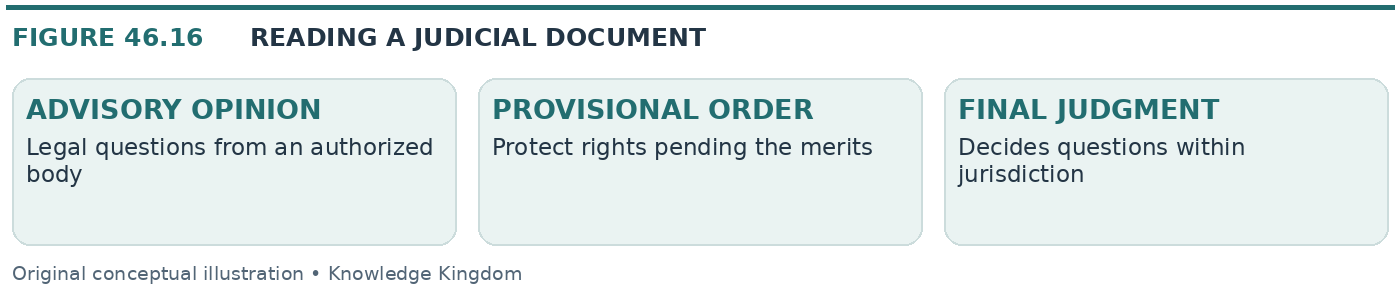 FIGURE 46.16 READING A JUDICIAL DOCUMENT
ADVISORY OPINION
Legal questions from an authorized
body
PROVISIONAL ORDER
Protect rights pending the merits
FINAL JUDGMENT
Decides questions within
jurisdiction
Original conceptual illustration • Knowledge Kingdom